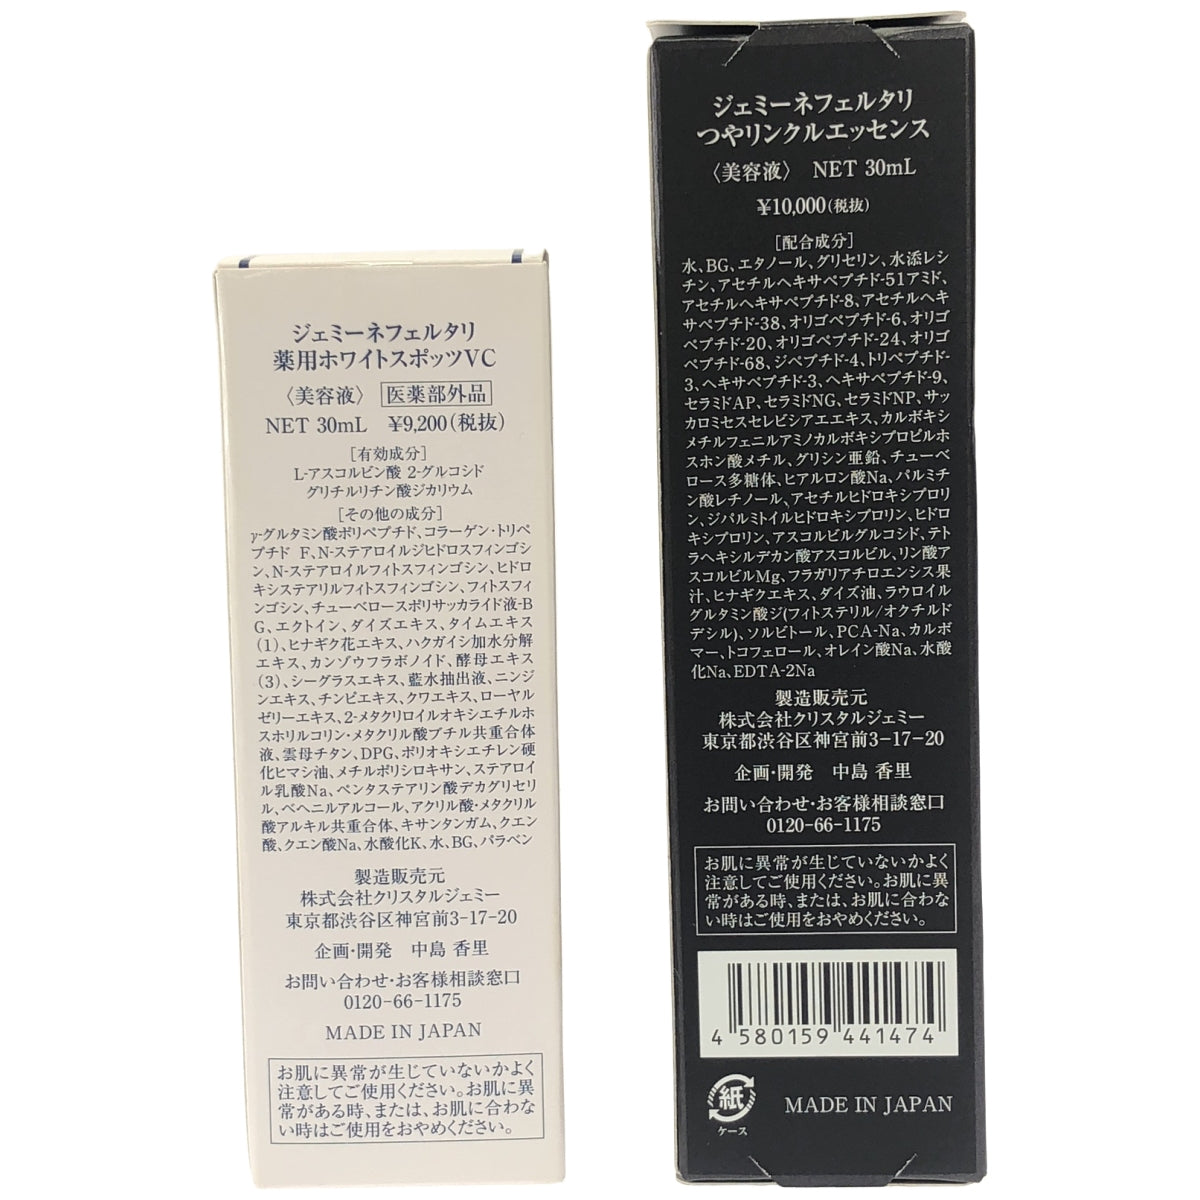 ジェミーネフェルタリ
薬用ホワイトスポッツVC
〈美容液〉 医薬部外品
NET 30mL ¥9,200(税抜)
[有効成分]
L-アスコルビン酸 2-グルコシド
グリチルリチン酸ジカリウム
[その他の成分]
γ-グルタミン酸ポリペプチド、コラーゲン・トリペ
プチド F、N-ステアロイルジヒドロスフィンゴシ
ン、N-ステアロイルフィトスフィンゴシン、ヒドロ
キシステアリルフィトスフィンゴシン、フィトスフィ
ンゴシン、チューベロースポリサッカライド液-B
G、エクトイン、ダイズエキス、タイムエキス
(1)、ヒナギク花エキス、ハクガイシ加水分解
エキス、カンゾウフラボノイド、酵母エキス
(3)、シーグラスエキス、藍水抽出液、ニンジ
ンエキス、チンピエキス、クワエキス、ローヤル
ゼリーエキス、2-メタクリロイルオキシエチルホ
スホリルコリン・メタクリル酸ブチル共重合体
液、雲母チタン、DPG、ポリオキシエチレン硬
化ヒマシ油、メチルポリシロキサン、ステアロイ
ル乳酸Na、ペンタステアリン酸デカグリセリ
ル、ベヘニルアルコール、アクリル酸・メタクリル
酸アルキル共重合体、キサンタンガム、クエン
酸、クエン酸Na、水酸化K、水、BG、パラベン
製造販売元
株式会社クリスタルジェミー
東京都渋谷区神宮前3-17-20
企画・開発 中島 香里
お問い合わせ・お客様相談窓口
0120-66-1175
MADE IN JAPAN
お肌に異常が生じていないかよく
注意してご使用ください。お肌に異
常がある時、または、お肌に合わな
い時はご使用をおやめください。
ジェミーネフェルタリ
つやリンクルエッセンス
〈美容液〉 NET 30mL
¥10,000(税抜)
[配合成分]
水、BG、エタノール、グリセリン、水添レシ
チン、アセチルヘキサペプチド-51アミド、
アセチルヘキサペプチド-8、アセチルヘキ
サペプチド-38、オリゴペプチド-6、オリゴ
ペプチド-20、オリゴペプチド-24、オリゴ
ペプチド-68、ジペプチド-4、トリペプチド-
3、ヘキサペプチド-3、ヘキサペプチド-9、
セラミドAP、セラミドNG、セラミドNP、サッ
カロミセスセレビシアエエキス、カルボキシ
メチルフェニルアミノカルボキシプロピルホ
スホン酸メチル、グリシン亜鉛、チューベ
ロース多糖体、ヒアルロン酸Na、パルミチ
ン酸レチノール、アセチルヒドロキシプロリ
ン、ジパルミトイルヒドロキシプロリン、ヒドロ
キシプロリン、アスコルビルグルコシド、テト
ラヘキシルデカン酸アスコルビル、リン酸ア
スコルビルMg、フラガリアチロエンシス果
汁、ヒナギクエキス、ダイズ油、ラウロイル
グルタミン酸ジ(フィトステリル/オクチルド
デシル)、ソルビトール、PCA-Na、カルボ
マー、トコフェロール、オレイン酸Na、水酸
化Na、EDTA-2Na
製造販売元
株式会社クリスタルジェミー
東京都渋谷区神宮前3-17-20
企画・開発 中島 香里
お問い合わせ・お客様相談窓口
0120-66-1175
お肌に異常が生じていないかよく
注意してご使用ください。お肌に異
常がある時、または、お肌に合わな
い時はご使用をおやめください。
4 580159 441474
紙
ケース
MADE IN JAPAN